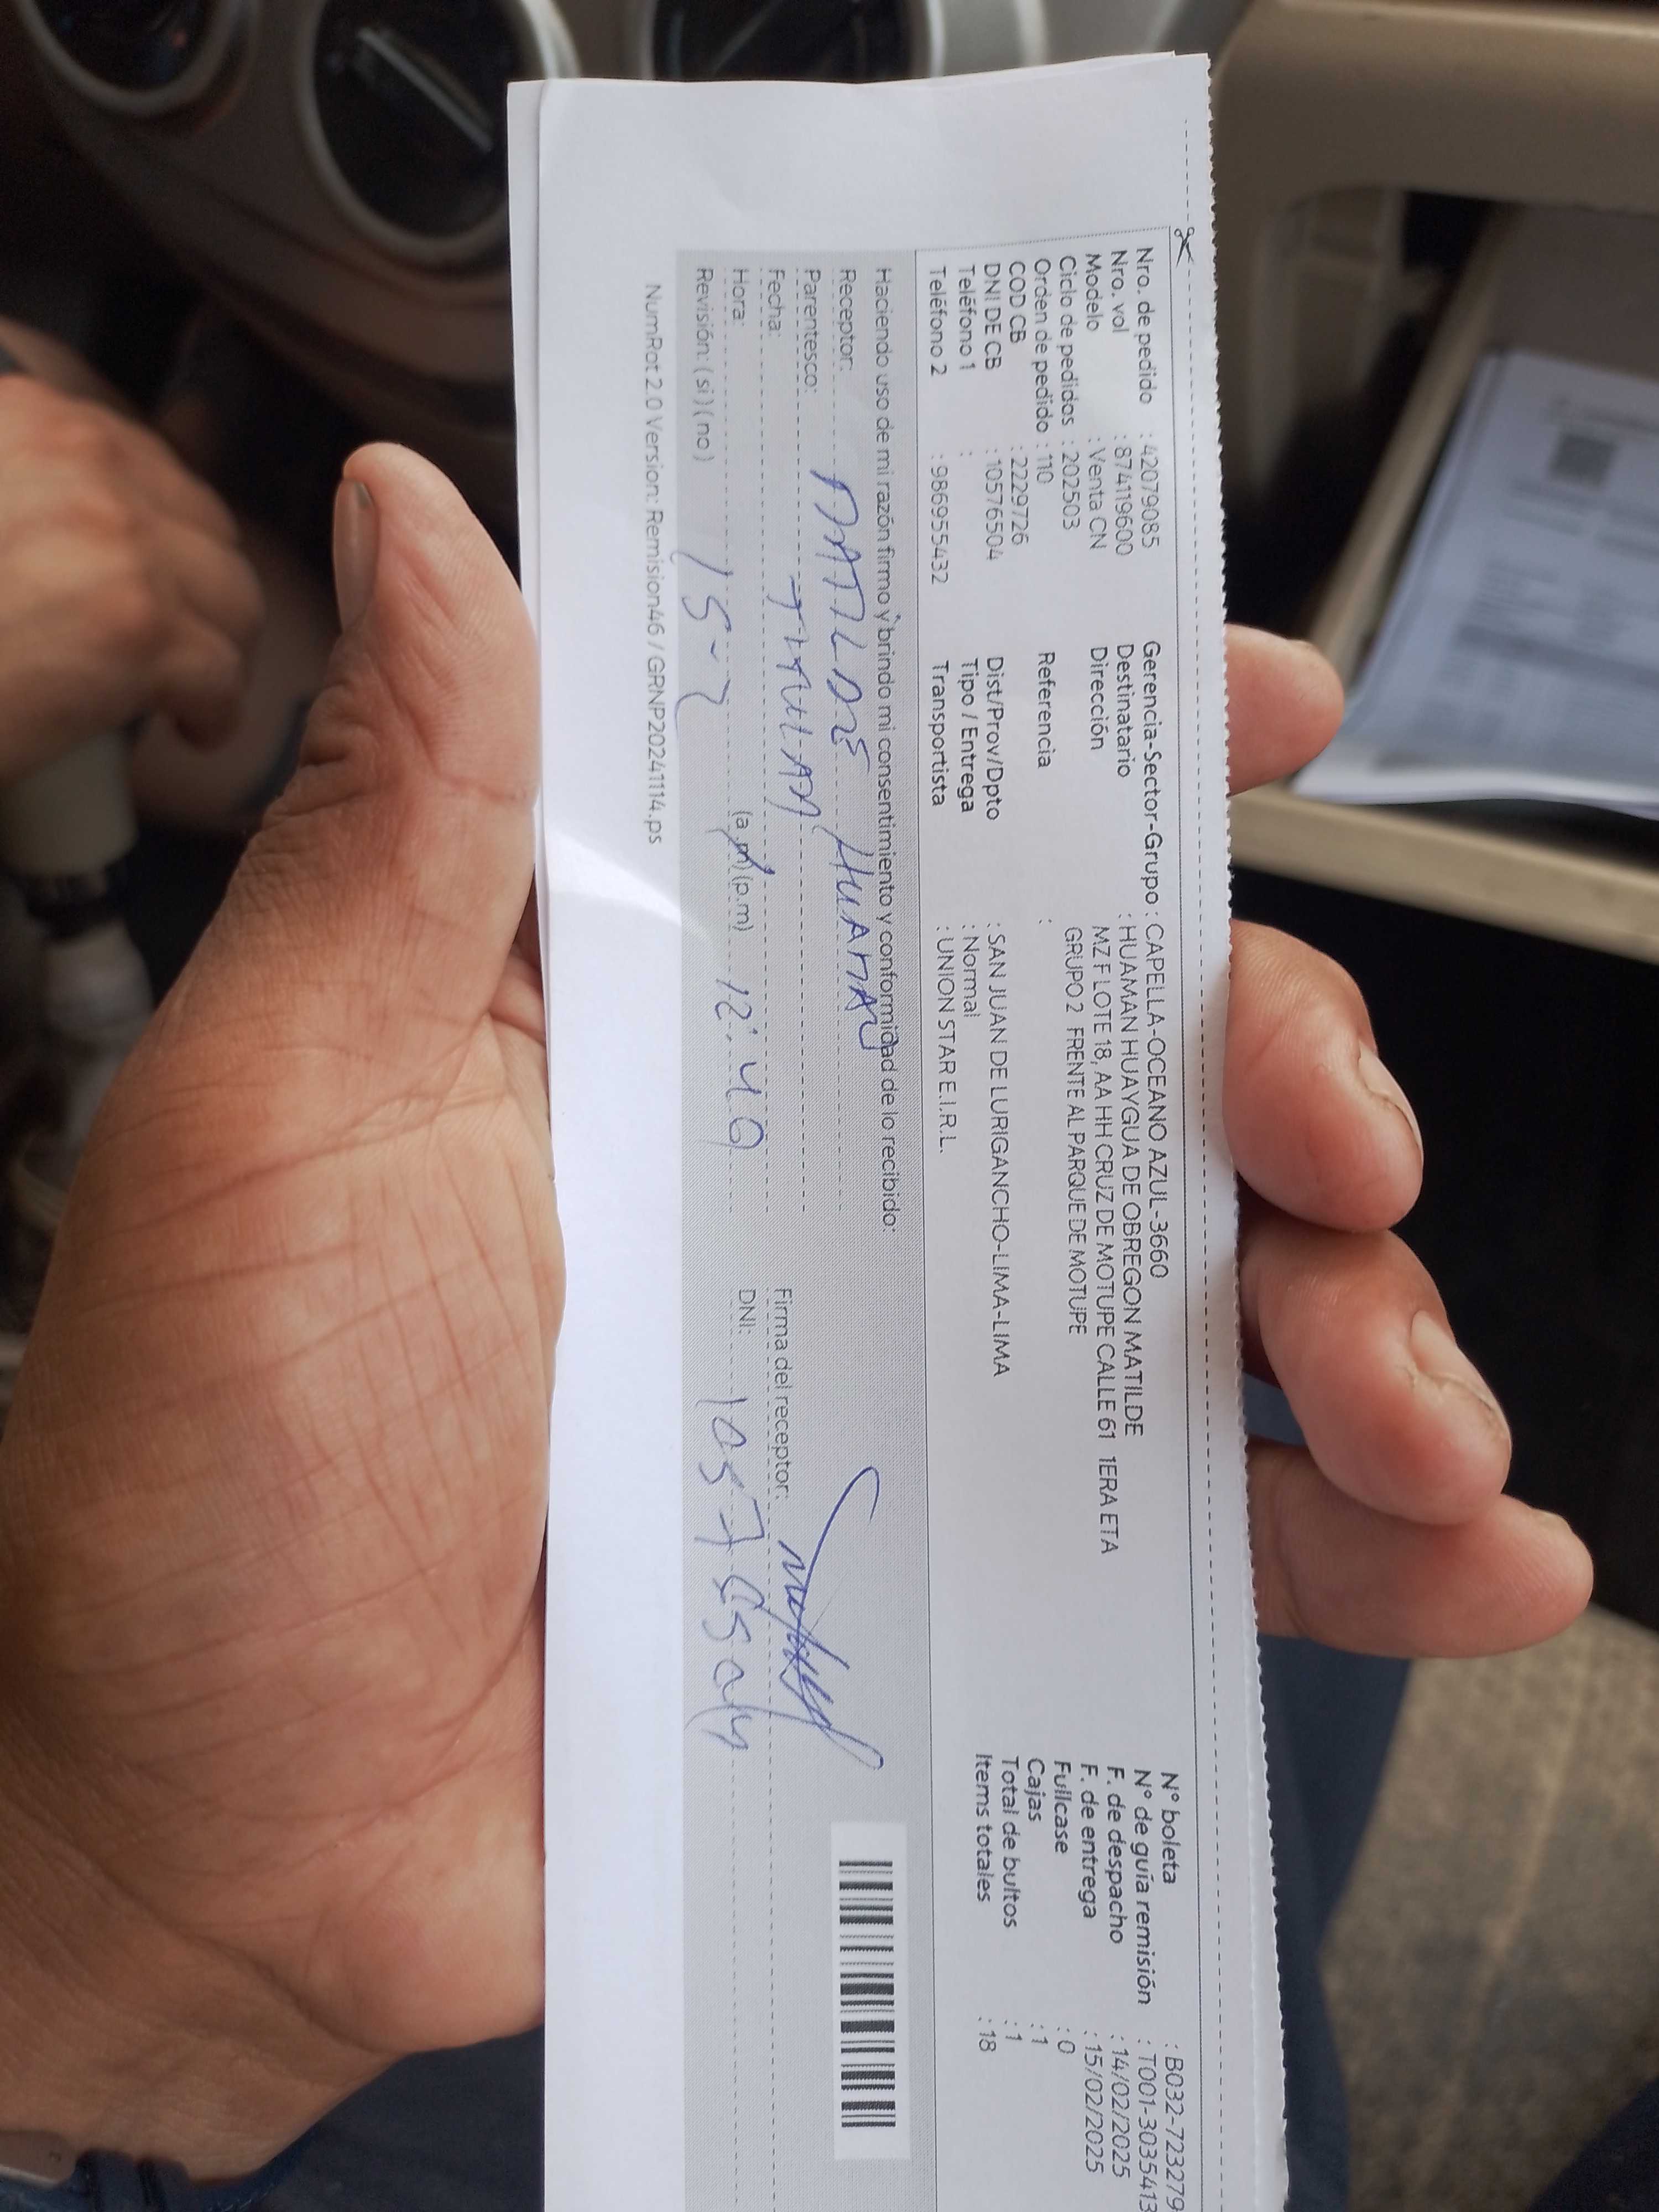 Nro. de pedido : 42079085 Gerencia-Sector-Grupo : CAPELLA-OCEANO AZUL-3660 N° boleta : B032-723279
Nro. vol : 874119600 Destinatario : HUAMAN HUAYGUA DE OBREGON MATILDE N° de guía remisión : T001-3035413
Modelo : Venta CN Dirección MZ F LOTE 18, AA HH CRUZ DE MOTUPE CALLE 61 1ERA ETA F. de despacho : 14/02/2025
Ciclo de pedidos : 202503 GRUPO 2 FRENTE AL PARQUE DE MOTUPE F. de entrega : 15/02/2025
Orden de pedido : 110 Referencia : Fullcase : 0
COD CB : 2229726 Cajas : 1
DNI DE CB : 10576504 Dist/Prov/Dpto : SAN JUAN DE LURIGANCHO-LIMA-LIMA Total de bultos : 1
Teléfono 1 : Tipo / Entrega : Normal Items totales : 18
Teléfono 2 : 986955432 Transportista : UNION STAR E.I.R.L.
Haciendo uso de mi razón firmo y brindo mi consentimiento y conformidad de lo recibido:
Receptor: HUAMAN
Parentesco:
Fecha: Firma del receptor:
Hora: (a.m) (p.m) 12:49 DNI: 10576504
Revisión: ( si ) ( no )
NumRot 2.0 Version: Remision46 / GRNP20241114.ps